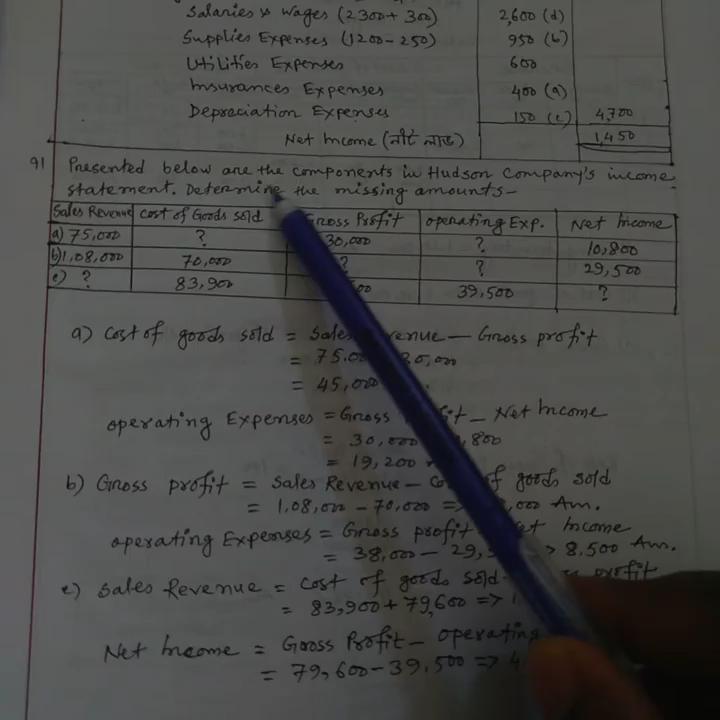 Salaries & Wages (2300+ 300) 2,600 (d)
Supplies Expenses (1200-250) 950 (b)
Utilities Expenses 600
Insurances Expenses 400 (a)
Depreciation Expenses 150 (c) 4,700
Net Income (नीट लाभ) 1,450
91 Presented below are the components in Hudson Company's income
statement. Determine the missing amounts-
Sales Revenue Cost of Goods sold Gross Profit operating Exp. Net Income
a) 75,000 ? 30,000 ? 10,800
b) 1,08,000 70,000 ? ? 29,500
c) ? 83,900 39,500 ?
a) Cost of goods sold = Sales Revenue - Gross profit
= 75.00
= 45,000
operating Expenses = Gross - Net Income
= 30,000 800
= 19,200
b) Gross profit = Sales Revenue - of goods sold
= 1,08,000 - 70,000 => ,000 Am.
operating Expenses = Gross profit Income
= 38,000 - 29,5 > 8,500 Am.
c) Sales Revenue = Cost of goods sold profit
= 83,900 + 79,600 =>
Net Income = Gross Profit - operating
= 79,600 - 39,500 => 4